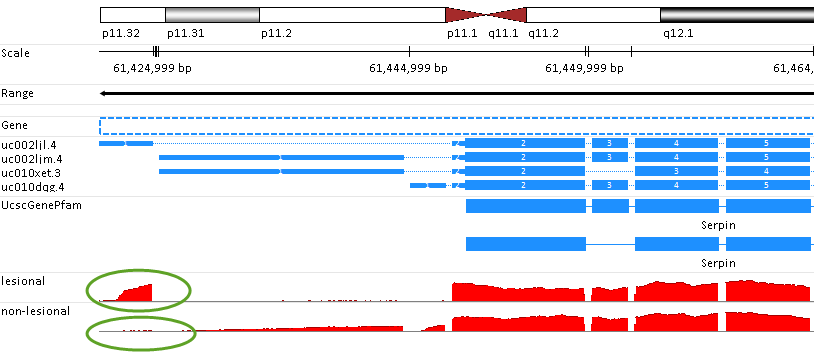 p11.32 p11.31 p11.2 p11.1 q11.1 q11.2 q12.1
Scale
61,424,999 bp 61,444,999 bp 61,449,999 bp 61,464,
Range
Gene
uc002ljl.4 2 3 4 5
uc002ljm.4 2 2 3 4 5
uc010xet.3 2 2 3 4
uc010dqg.4 2 2 3 4 5
UcscGenePfam
Serpin
Serpin
lesional
non-lesional